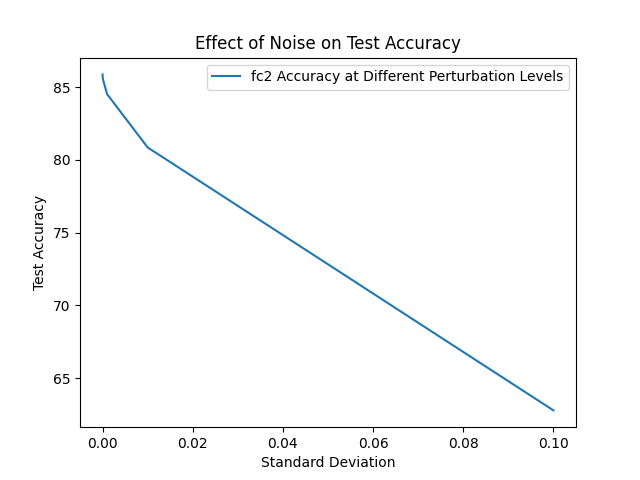 Effect of Noise on Test Accuracy
fc2 Accuracy at Different Perturbation Levels
Test Accuracy
85
80
75
70
65
0.00 0.02 0.04 0.06 0.08 0.10
Standard Deviation